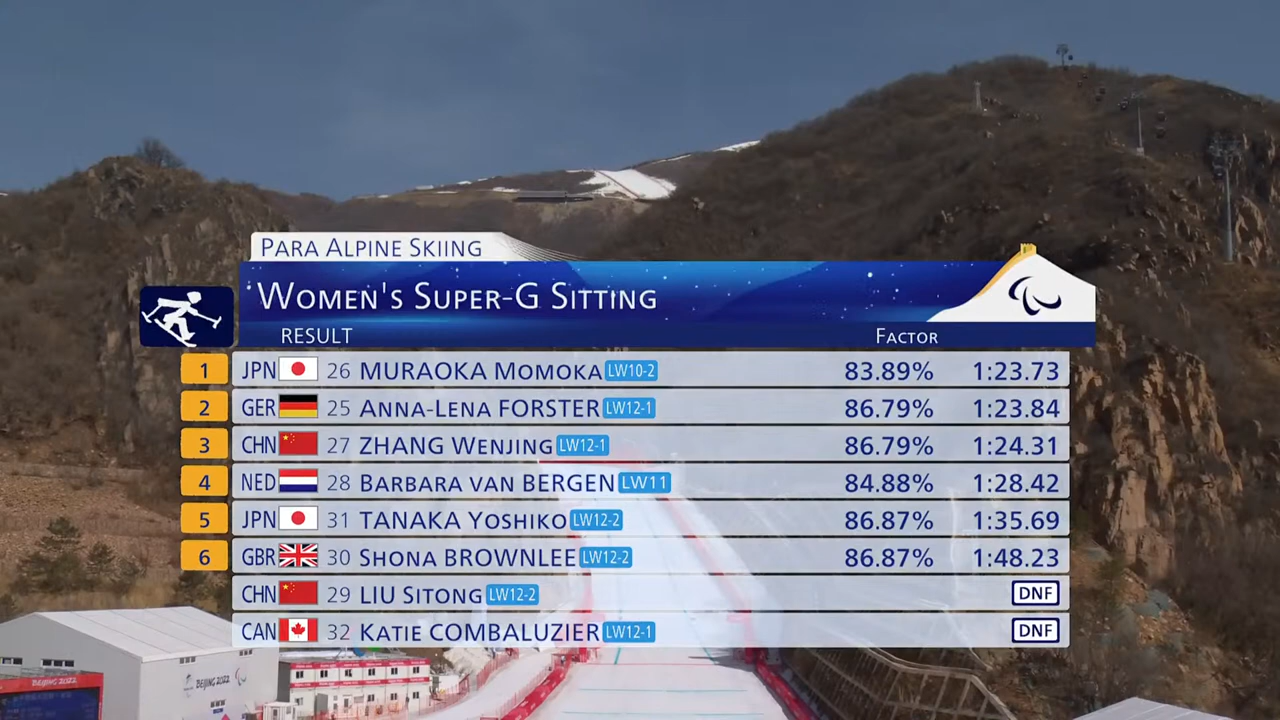 PARA ALPINE SKIING
WOMEN'S SUPER-G SITTING
RESULT FACTOR
1 JPN 26 MURAOKA MOMOKA LW10-2 83.89% 1:23.73
2 GER 25 ANNA-LENA FORSTER LW12-1 86.79% 1:23.84
3 CHN 27 ZHANG WENJING LW12-1 86.79% 1:24.31
4 NED 28 BARBARA VAN BERGEN LW11 84.88% 1:28.42
5 JPN 31 TANAKA YOSHIKO LW12-2 86.87% 1:35.69
6 GBR 30 SHONA BROWNLEE LW12-2 86.87% 1:48.23
CHN 29 LIU SITONG LW12-2 DNF
CAN 32 KATIE COMBALUZIER LW12-1 DNF
BEIJING 2022
BEIJING 2022